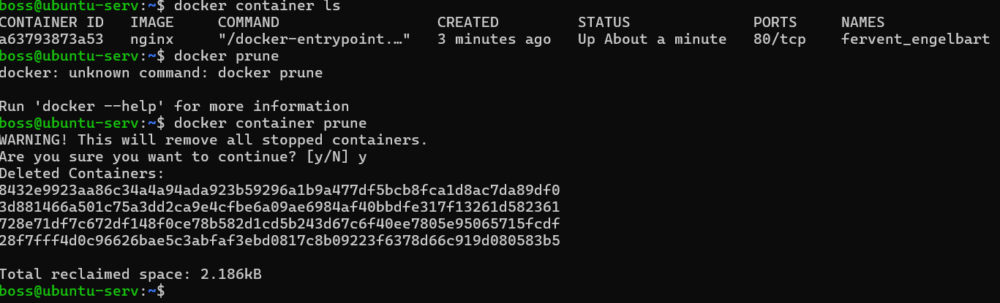 boss@ubuntu-serv:~$ docker container ls
CONTAINER ID   IMAGE     COMMAND                  CREATED         STATUS              PORTS     NAMES
a63793873a53   nginx     "/docker-entrypoint.…"   3 minutes ago   Up About a minute   80/tcp    fervent_engelbart
boss@ubuntu-serv:~$ docker prune
docker: unknown command: docker prune

Run 'docker --help' for more information
boss@ubuntu-serv:~$ docker container prune
WARNING! This will remove all stopped containers.
Are you sure you want to continue? [y/N] y
Deleted Containers:
8432e9923aa86c34a4a94ada923b59296a1b9a477df5bcb8fca1d8ac7da89df0
3d881466a501c75a3dd2ca9e4cfbe6a09ae6984af40bbdfe317f13261d582361
728e71df7c672df148f0ce78b582d1cd5b243d67c6f40ee7805e95065715fcdf
28f7fff4d0c96626bae5c3abfaf3ebd0817c8b09223f6378d66c919d080583b5

Total reclaimed space: 2.186kB
boss@ubuntu-serv:~$